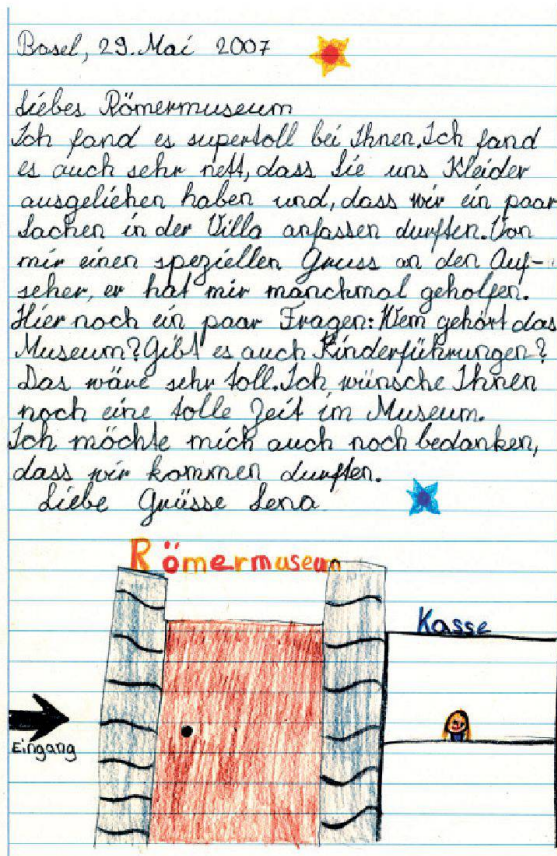 Basel, 29. Mai 2007
Liebes Römermuseum
Ich fand es supertoll bei Ihnen. Ich fand
es auch sehr nett, dass Sie uns Kleider
ausgeliehen haben und, dass wir ein paar
Sachen in der Villa anfassen durften. Von
mir einen speziellen Gruss an den Auf-
seher, er hat mir manchmal geholfen.
Hier noch ein paar Fragen: Wem gehört das
Museum? Gibt es auch Kinderführungen?
Das wäre sehr toll. Ich wünsche Ihnen
noch eine tolle Zeit im Museum.
Ich möchte mich auch noch bedanken,
dass wir kommen durften.
Liebe Grüsse Lena
Römermuseum
Kasse
Eingang